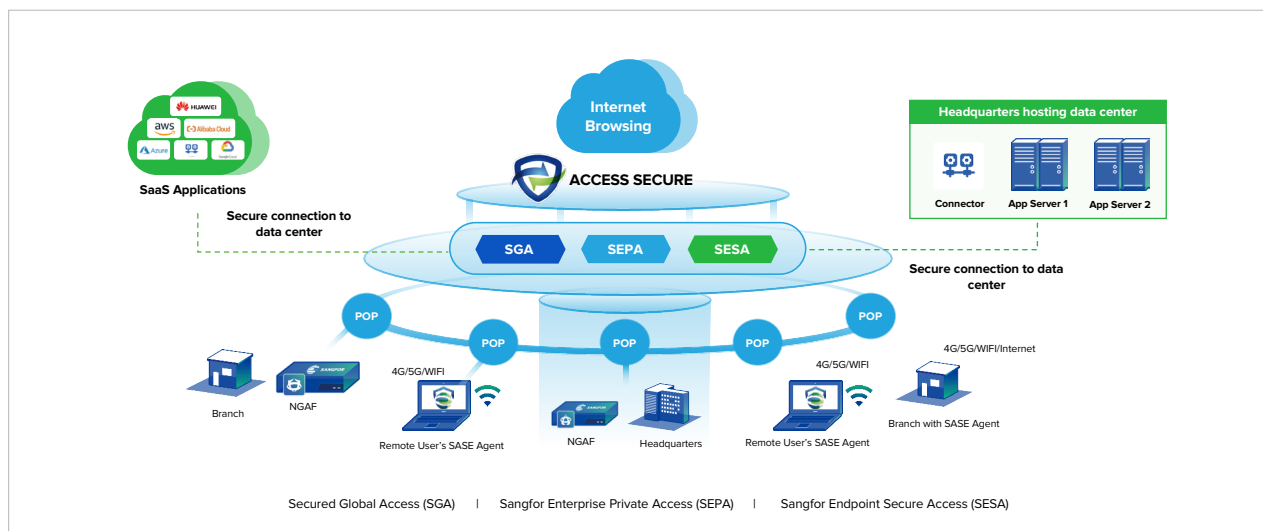 HUAWEI
aws
Alibaba Cloud
Azure
Google Cloud
SaaS Applications
Internet
Browsing
ACCESS SECURE
Headquarters hosting data center
Connector
App Server 1
App Server 2
Secure connection to
data center
SGA
SEPA
SESA
Secure connection to data
center
POP
POP
POP
POP
POP
Branch
SANGFOR
NGAF
4G/5G/WIFI
Remote User's SASE Agent
NGAF
Headquarters
4G/5G/WIFI
Remote User's SASE Agent
4G/5G/WIFI/Internet
Branch with SASE Agent
Secured Global Access (SGA) | Sangfor Enterprise Private Access (SEPA) | Sangfor Endpoint Secure Access (SESA)